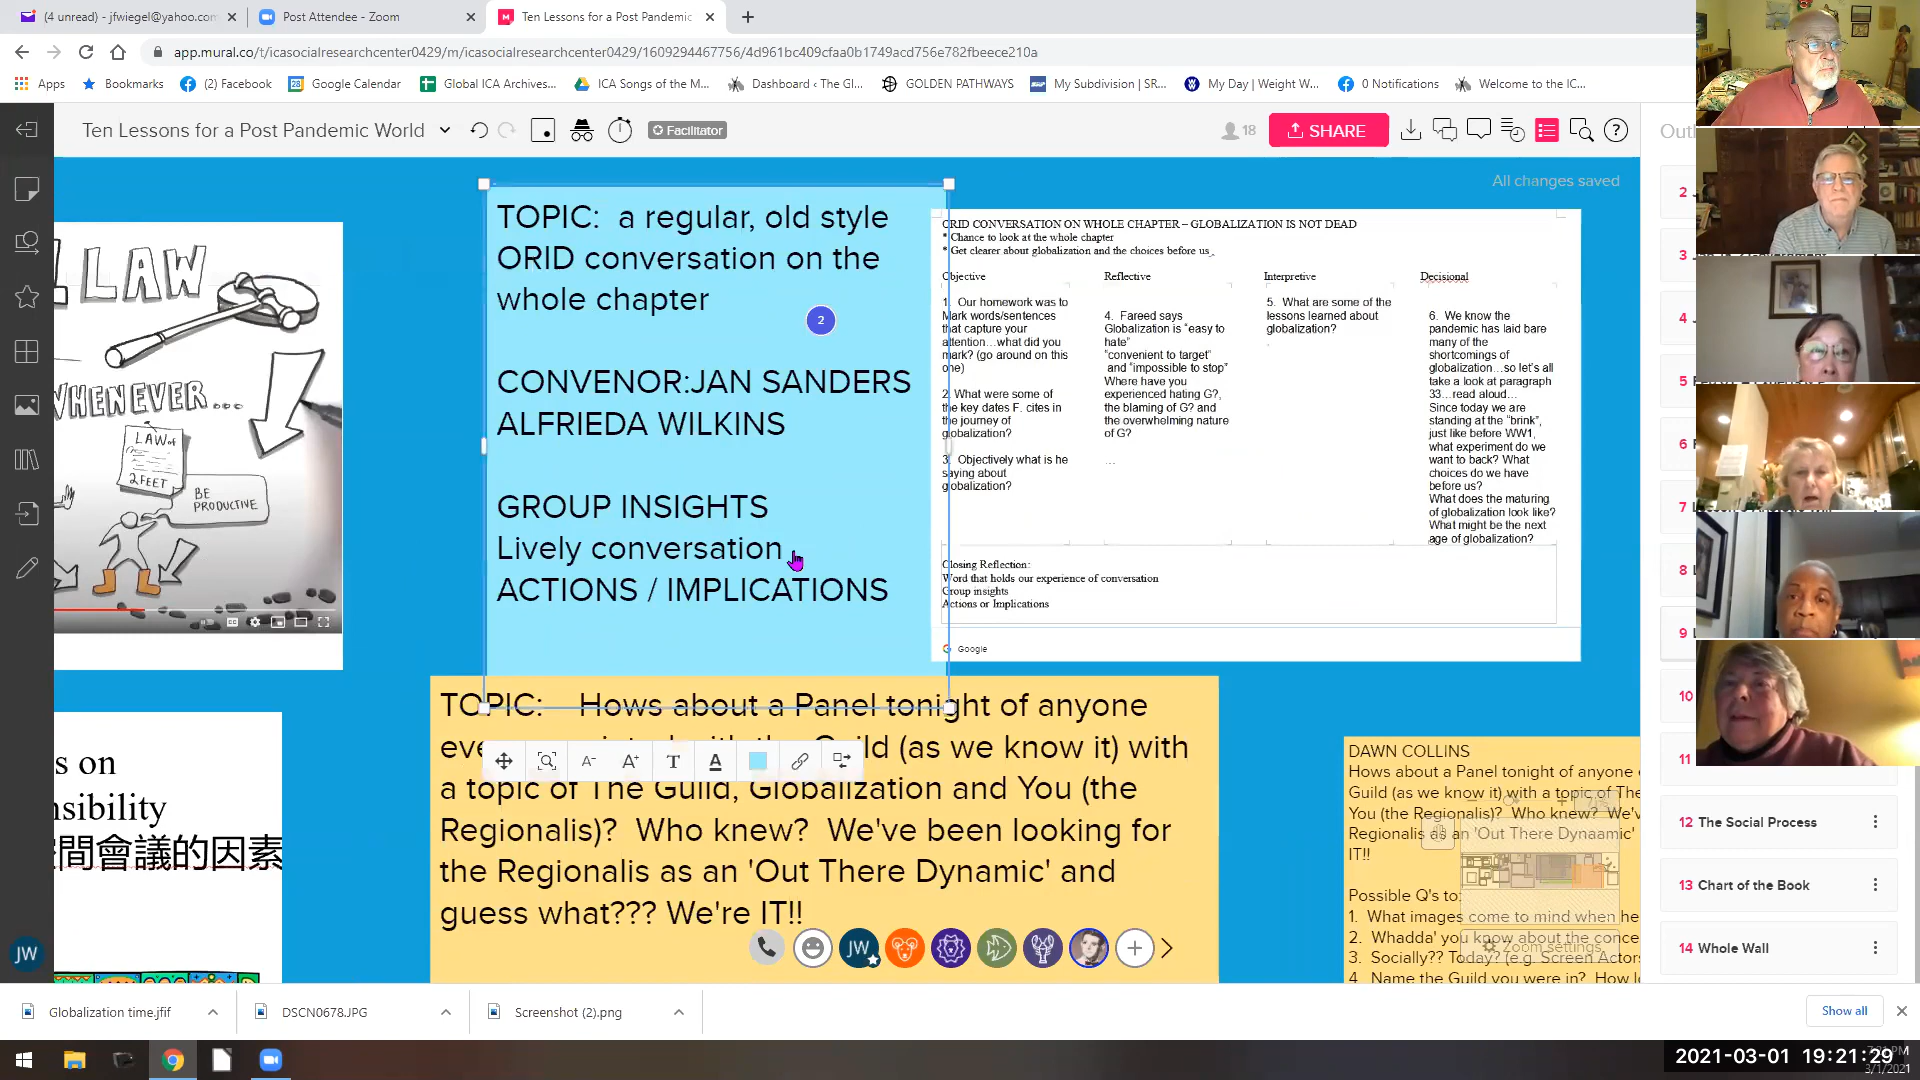 (4 unread) - jfwiegel@yahoo.com
Post Attendee - Zoom
Ten Lessons for a Post Pandemic
app.mural.co/t/icasocialresearchcenter0429/m/icasocialresearchcenter0429/1609294467756/4d961bc409cfaa0b1749acd756e782fbeece210a
Apps
Bookmarks
(2) Facebook
Google Calendar
Global ICA Archives...
ICA Songs of the M...
Dashboard ‹ The Gl...
GOLDEN PATHWAYS
My Subdivision | SR...
My Day | Weight W...
0 Notifications
Welcome to the IC...
Ten Lessons for a Post Pandemic World
Facilitator
18
SHARE
All changes saved
LAW
WHENEVER...
LAW of
2 FEET
BE
PRODUCTIVE
TOPIC: a regular, old style
ORID conversation on the
whole chapter
2
CONVENOR:JAN SANDERS
ALFRIEDA WILKINS
GROUP INSIGHTS
Lively conversation
ACTIONS / IMPLICATIONS
ORID CONVERSATION ON WHOLE CHAPTER – GLOBALIZATION IS NOT DEAD
* Chance to look at the whole chapter
* Get clearer about globalization and the choices before us
Objective
1. Our homework was to
Mark words/sentences
that capture your
attention...what did you
mark? (go around on this
one)
2. What were some of
the key dates F. cites in
the journey of
globalization?
3. Objectively what is he
saying about
globalization?
Reflective
4. Fareed says
Globalization is "easy to
hate"
"convenient to target"
and "impossible to stop"
Where have you
experienced hating G?,
the blaming of G? and
the overwhelming nature
of G?
...
Interpretive
5. What are some of the
lessons learned about
globalization?
Decisional
6. We know the
pandemic has laid bare
many of the
shortcomings of
globalization...so let's all
take a look at paragraph
33...read aloud...
Since today we are
standing at the "brink",
just like before WW1,
what experiment do we
want to back? What
choices do we have
before us?
What does the maturing
of globalization look like?
What might be the next
age of globalization?
Closing Reflection:
Word that holds our experience of conversation
Group insights
Actions or Implications
Google
TOPIC: Hows about a Panel tonight of anyone
(as we know it) with
a topic of The Guild, Globalization and You (the
Regionalis)? Who knew? We've been looking for
the Regionalis as an 'Out There Dynamic' and
guess what??? We're IT!!
s on
nsibility
間會議的因素
DAWN COLLINS
Hows about a Panel tonight of anyone
Guild (as we know it) with a topic of The
You (the Regionalis)? Who knew? We've
Regionalis as an 'Out There Dynaamic'
IT!!
Possible Q's to:
1. What images come to mind when he
2. Whadda' you know about the conce
3. Socially?? Today? (e.g. Screen Actors
4. Name the Guild you were in? How lo
Zoom settings
2
3
4
5
6
7
8
9
10
11
12 The Social Process
13 Chart of the Book
14 Whole Wall
JW
JW
Globalization time.jfif
DSCN0678.JPG
Screenshot (2).png
Show all
2021-03-01 19:21:29
3/1/2021